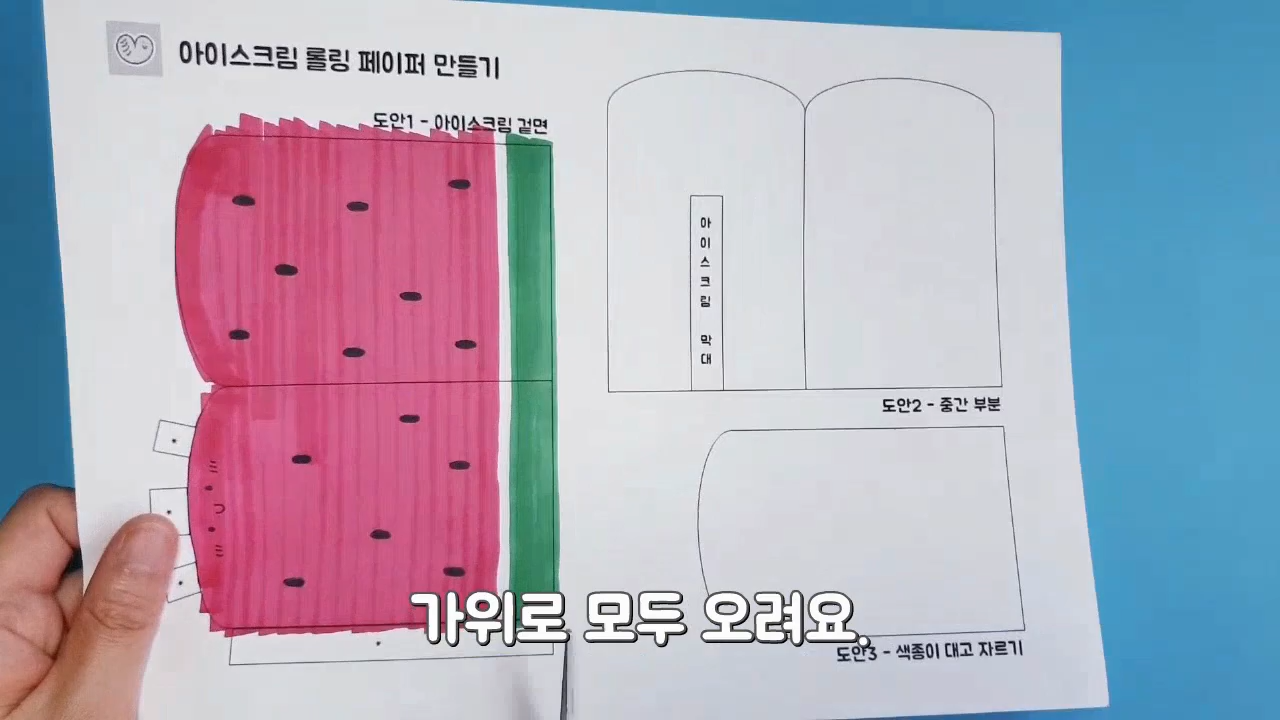 아이스크림 롤링 페이퍼 만들기
도안1 - 아이스크림 겉면
아이스크림 막대
도안2 - 중간 부분
도안3 - 색종이 대고 자르기
가위로 모두 오려요.